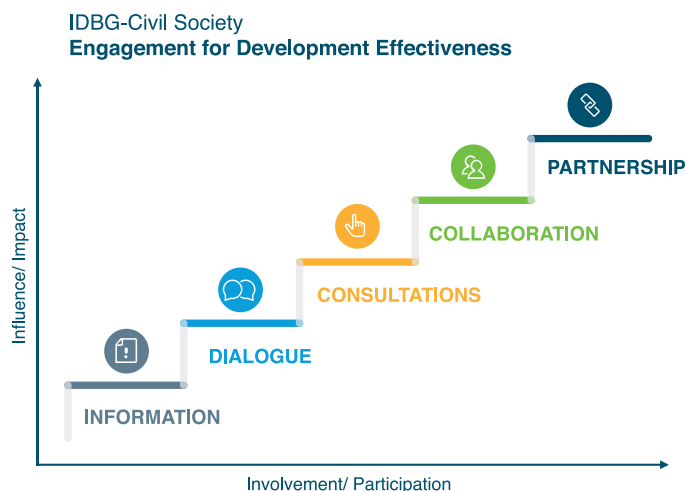 IDBG-Civil Society
Engagement for Development Effectiveness
PARTNERSHIP
COLLABORATION
CONSULTATIONS
DIALOGUE
INFORMATION
Influence/ Impact
Involvement/ Participation